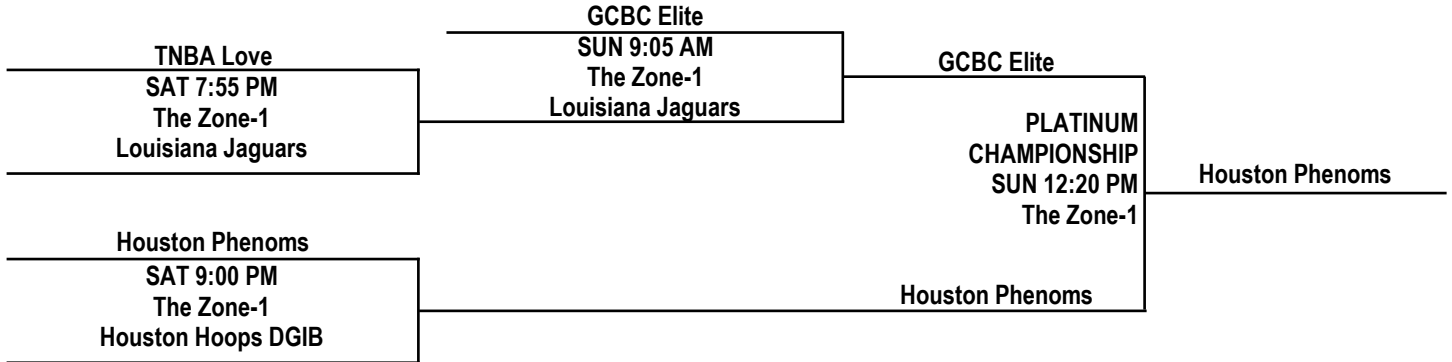 GCBC Elite
SUN 9:05 AM
The Zone-1
Louisiana Jaguars
TNBA Love
SAT 7:55 PM
The Zone-1
Louisiana Jaguars
GCBC Elite
PLATINUM
CHAMPIONSHIP
SUN 12:20 PM
The Zone-1
Houston Phenoms
Houston Phenoms
SAT 9:00 PM
The Zone-1
Houston Hoops DGIB
Houston Phenoms